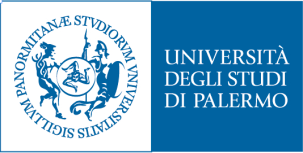 SIGILLVM PANORMITANÆ STVDIORVM VNIVERSITATIS
UNIVERSITÀ
DEGLI STUDI
DI PALERMO